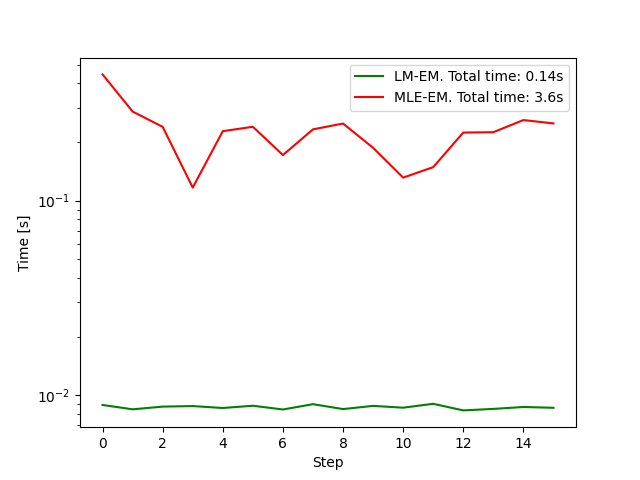 LM-EM. Total time: 0.14s
MLE-EM. Total time: 3.6s
Time [s]
10⁻¹
10⁻²
0 2 4 6 8 10 12 14
Step